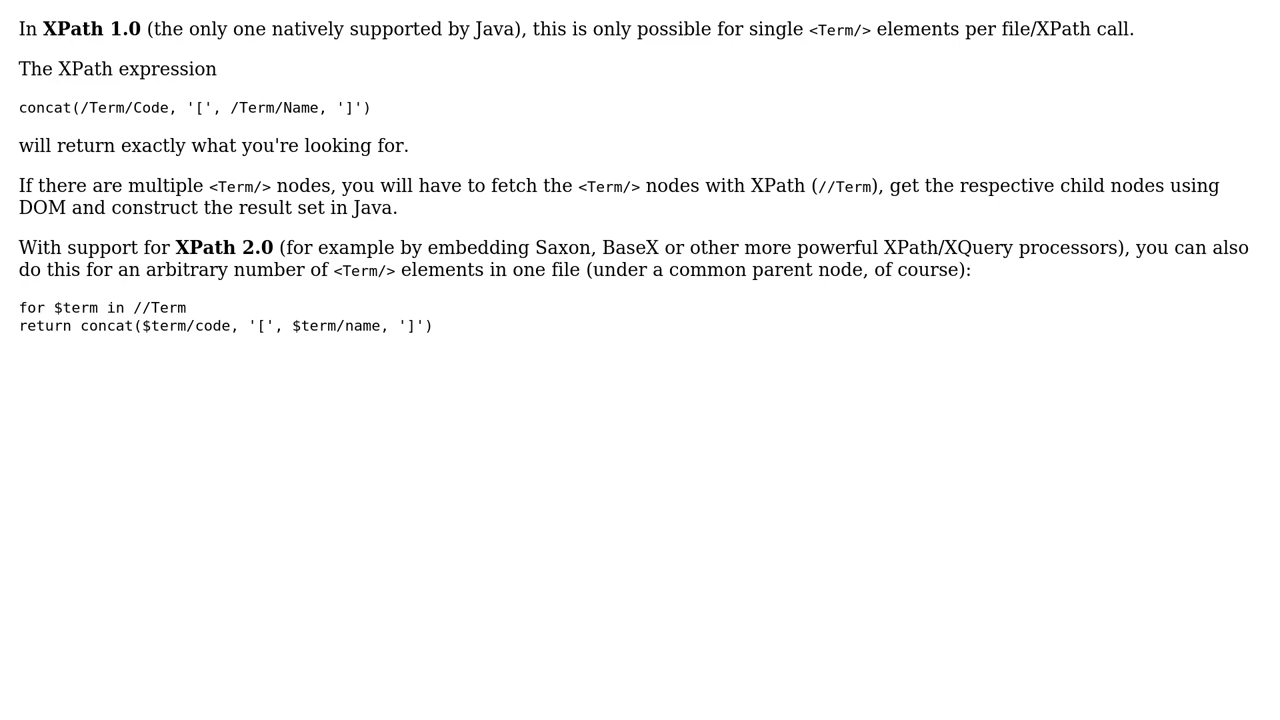 In XPath 1.0 (the only one natively supported by Java), this is only possible for single <Term/> elements per file/XPath call.
The XPath expression
concat(/Term/Code, '[', /Term/Name, ']')
will return exactly what you're looking for.
If there are multiple <Term/> nodes, you will have to fetch the <Term/> nodes with XPath (//Term), get the respective child nodes using
DOM and construct the result set in Java.
With support for XPath 2.0 (for example by embedding Saxon, BaseX or other more powerful XPath/XQuery processors), you can also
do this for an arbitrary number of <Term/> elements in one file (under a common parent node, of course):
for $term in //Term
return concat($term/code, '[', $term/name, ']')